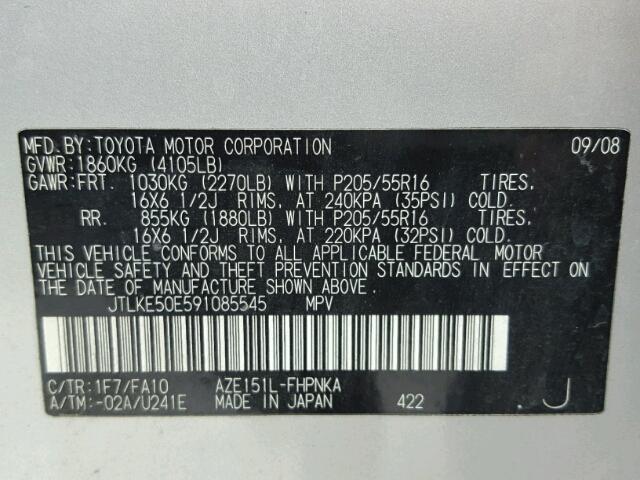 MFD.BY:TOYOTA MOTOR CORPORATION 09/08
GVWR:1860KG (4105LB)
GAWR:FRT. 1030KG (2270LB) WITH P205/55R16 TIRES,
16X6 1/2J RIMS, AT 240KPA (35PSI) COLD.
RR. 855KG (1880LB) WITH P205/55R16 TIRES,
16X6 1/2J RIMS, AT 220KPA (32PSI) COLD.
THIS VEHICLE CONFORMS TO ALL APPLICABLE FEDERAL MOTOR
VEHICLE SAFETY AND THEFT PREVENTION STANDARDS IN EFFECT ON
THE DATE OF MANUFACTURE SHOWN ABOVE.
JTLKE50E591085545 MPV
C/TR:1F7/FA10 AZE151L-FHPNKA
A/TM:-02A/U241E MADE IN JAPAN 422 .J